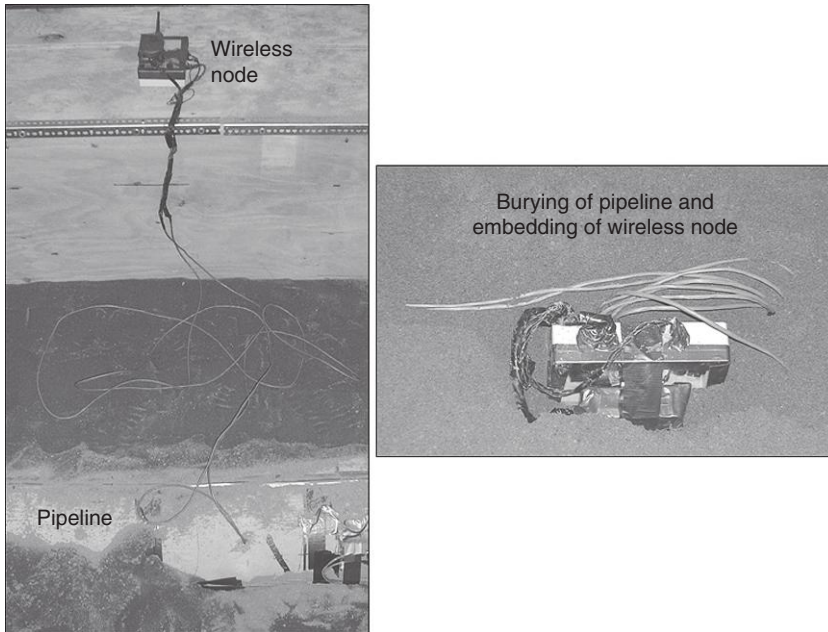 Wireless
node
Burying of pipeline and
embedding of wireless node
Pipeline